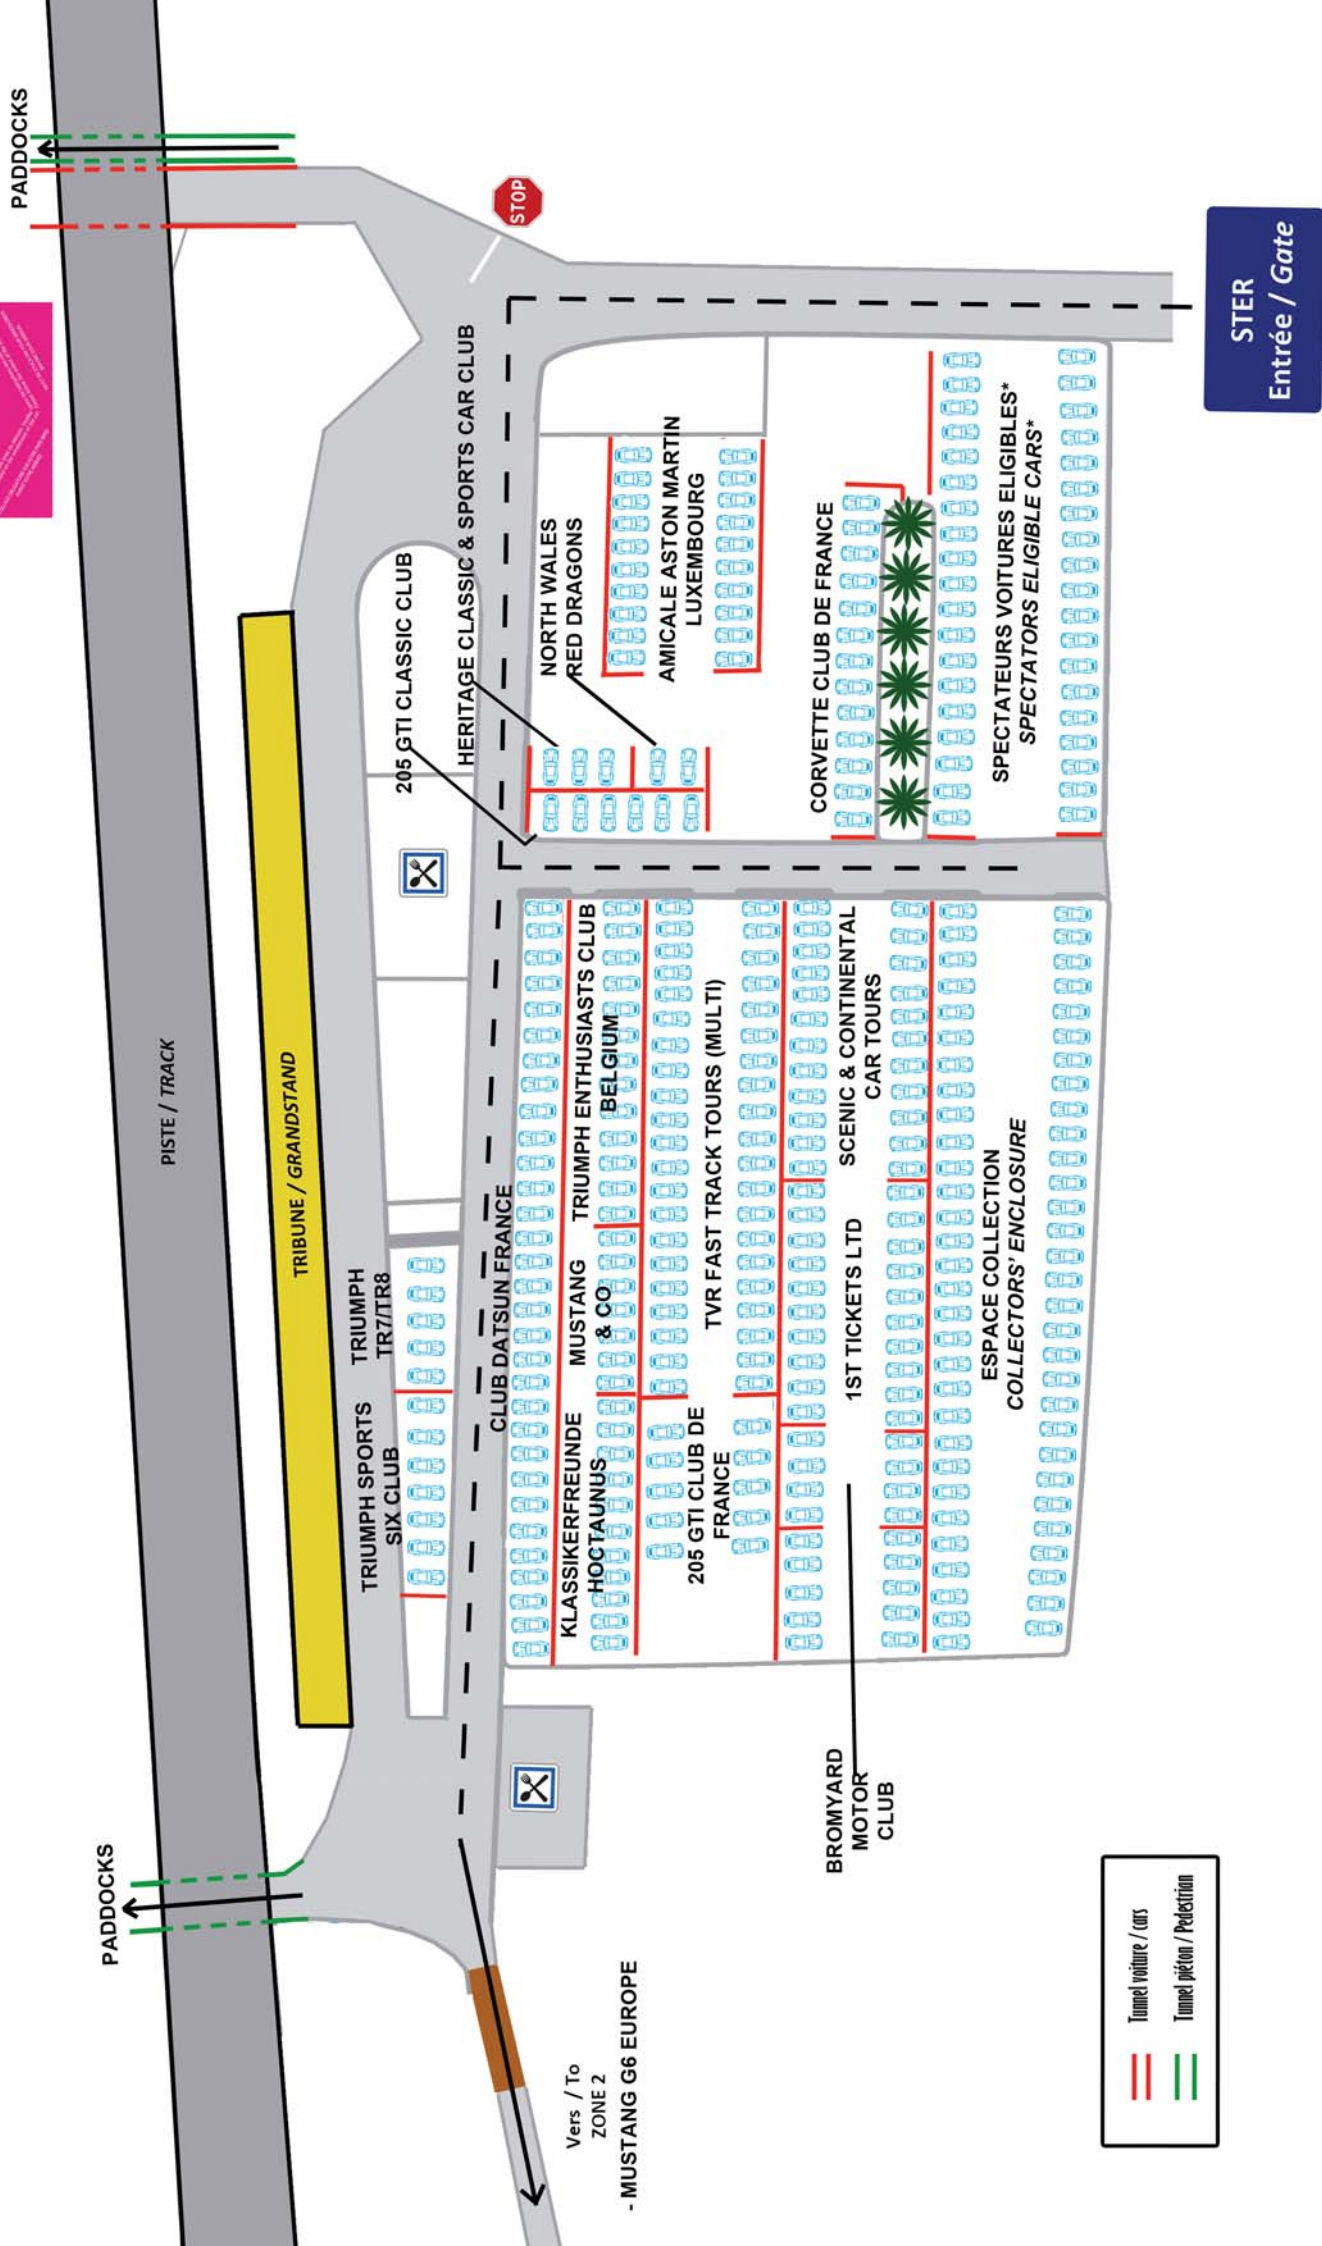 PADDOCKS
PISTE / TRACK
TRIBUNE / GRANDSTAND
PADDOCKS
STOP
STER
Entrée / Gate
TRIUMPH SPORTS
SIX CLUB
TRIUMPH
TR7/TR8
205 GTI CLASSIC CLUB
HERITAGE CLASSIC & SPORTS CAR CLUB
NORTH WALES
RED DRAGONS
AMICALE ASTON MARTIN
LUXEMBOURG
CORVETTE CLUB DE FRANCE
SPECTATEURS VOITURES ELIGIBLES*
SPECTATORS ELIGIBLE CARS*
CLUB DATSUN FRANCE
KLASSIKERFREUNDE
HOCTAUNUS
MUSTANG
& CO
TRIUMPH ENTHUSIASTS CLUB
BELGIUM
205 GTI CLUB DE
FRANCE
TVR FAST TRACK TOURS (MULTI)
BROMYARD
MOTOR
CLUB
1ST TICKETS LTD
SCENIC & CONTINENTAL
CAR TOURS
ESPACE COLLECTION
COLLECTORS' ENCLOSURE
Vers / To
ZONE 2
- MUSTANG G6 EUROPE
Tunnel voiture / cars
Tunnel piéton / Pedestrian